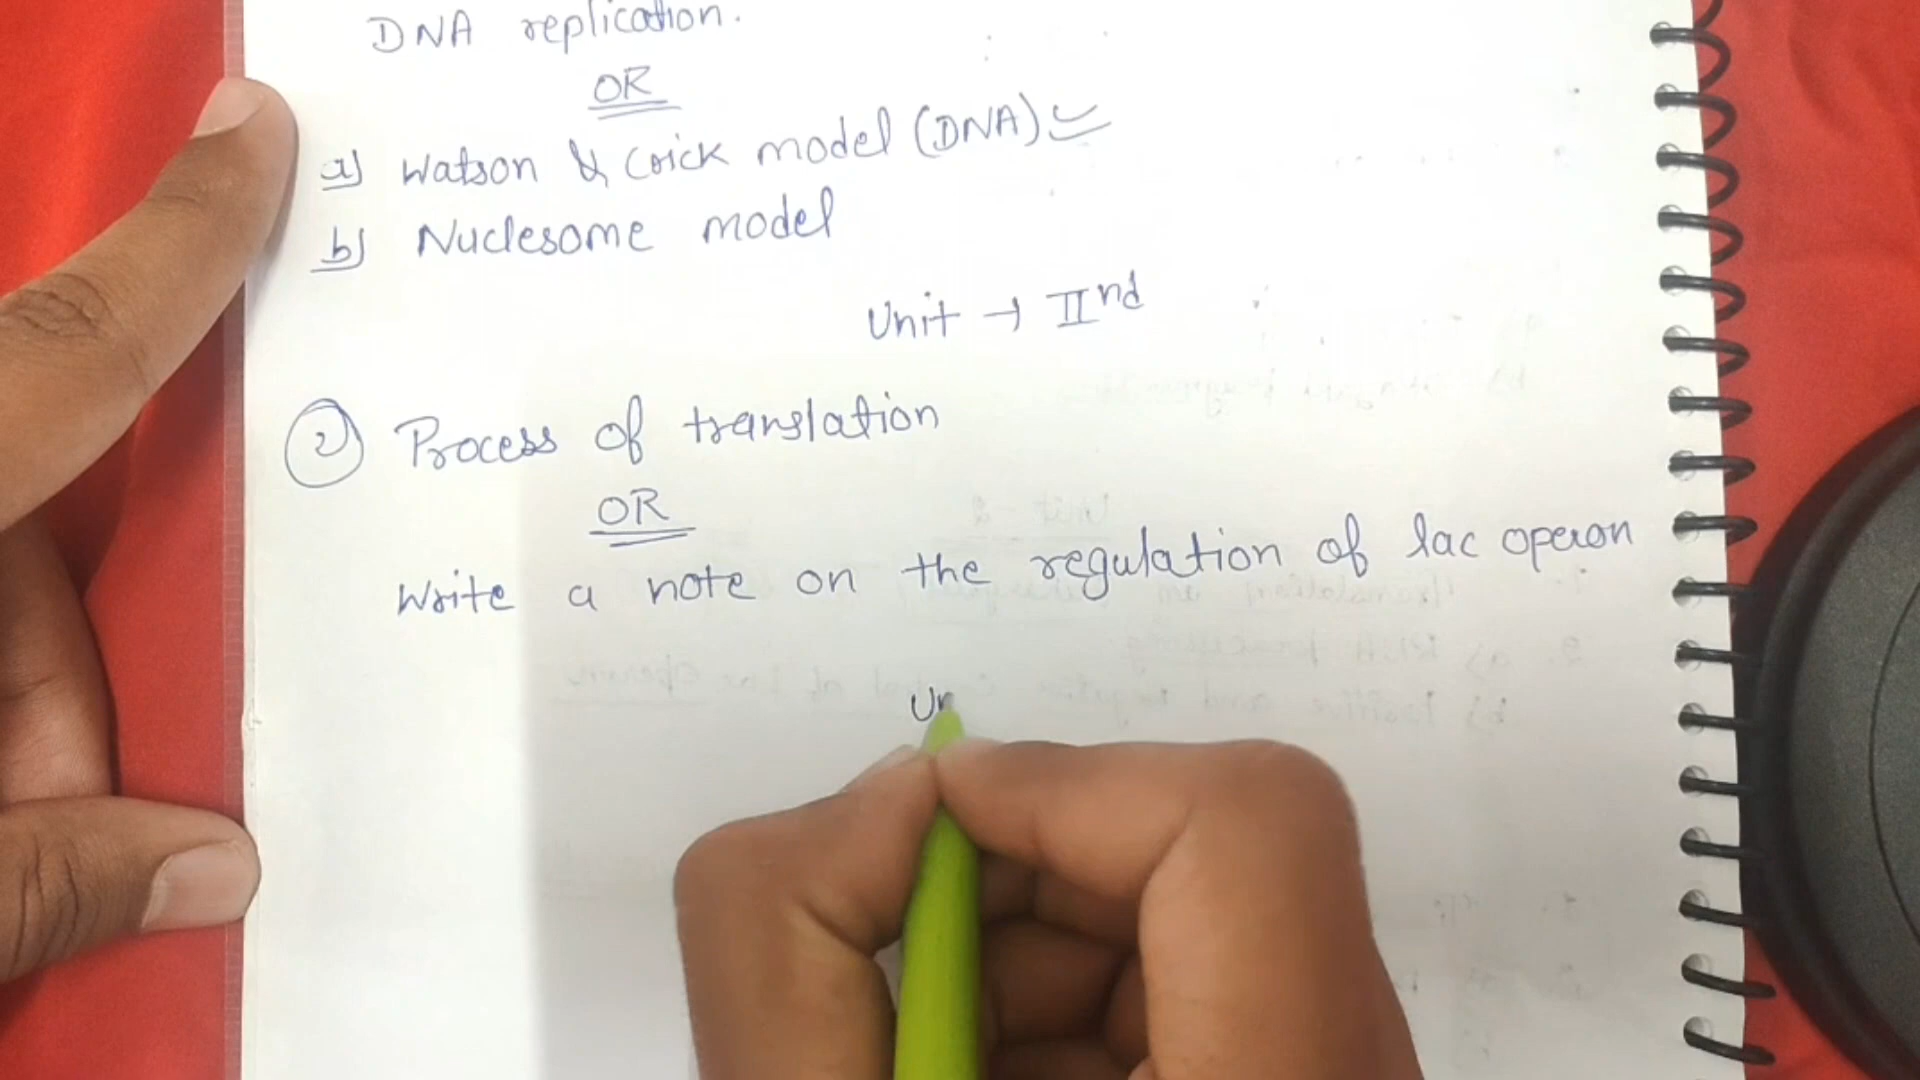 DNA replication.
OR
a) Watson & Crick model (DNA)
b) Nuclesome model
Unit → IInd
2 Process of translation
OR
Write a note on the regulation of lac operon
Un